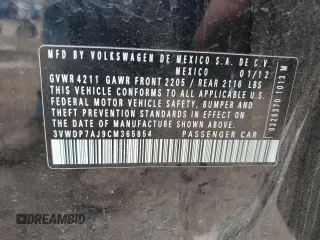 MFD BY VOLKSWAGEN DE MEXICO S.A. DE C.V.
MEXICO 01/12
GVWR 4211 GAWR FRONT 2205 / REAR 2116 LBS
THIS VEHICLE CONFORMS TO ALL APPLICABLE
FEDERAL MOTOR VEHICLE SAFETY, BUMPER AND
THEFT PREVENTION STANDARDS IN EFFECT ON THE
DATE OF MANUFACTURE SHOWN ABOVE.
3VWDP7AJ9CM365854 PASSENGER CAR
0226370 1013 M
DREAMBID